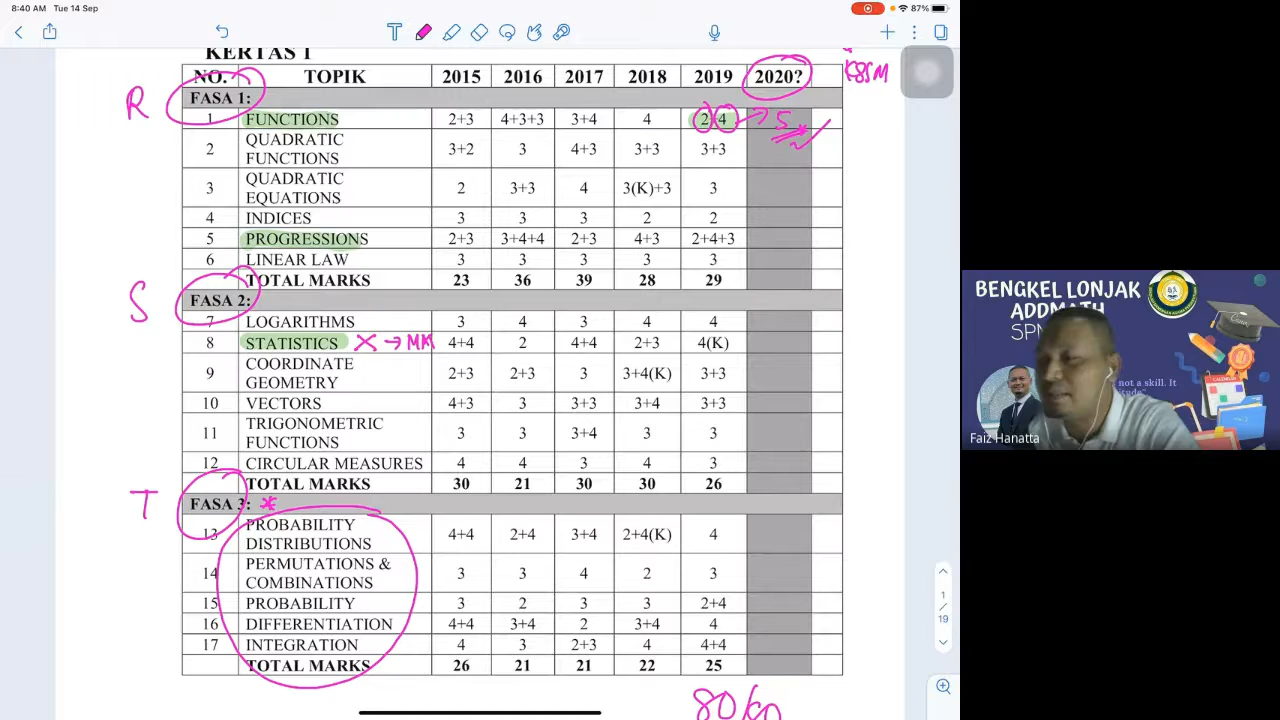 8:40 AM Tue 14 Sep
87%
KERTAS 1
KSSM
NO. TOPIK 2015 2016 2017 2018 2019 2020?
R
FASA 1:
1 FUNCTIONS 2+3 4+3+3 3+4 4 2+4 → 5
2 QUADRATIC FUNCTIONS 3+2 3 4+3 3+3 3+3
3 QUADRATIC EQUATIONS 2 3+3 4 3(K)+3 3
4 INDICES 3 3 3 2 2
5 PROGRESSIONS 2+3 3+4+4 2+3 4+3 2+4+3
6 LINEAR LAW 3 3 3 3 3
TOTAL MARKS 23 36 39 28 29
S
FASA 2:
7 LOGARITHMS 3 4 3 4 4
8 STATISTICS X → MM 4+4 2 4+4 2+3 4(K)
9 COORDINATE GEOMETRY 2+3 2+3 3 3+4(K) 3+3
10 VECTORS 4+3 3 3+3 3+4 3+3
11 TRIGONOMETRIC FUNCTIONS 3 3 3+4 3 3
12 CIRCULAR MEASURES 4 4 3 4 3
TOTAL MARKS 30 21 30 30 26
T
FASA 3: *
13 PROBABILITY DISTRIBUTIONS 4+4 2+4 3+4 2+4(K) 4
14 PERMUTATIONS & COMBINATIONS 3 3 4 2 3
15 PROBABILITY 3 2 3 3 2+4
16 DIFFERENTIATION 4+4 3+4 2 3+4 4
17 INTEGRATION 4 3 2+3 4 4+4
TOTAL MARKS 26 21 21 22 25
80/80
1
/
19
BENGKEL LONJAK
ADDMATH
SPM
not a skill. It
Faiz Hanatta
CALENDAR